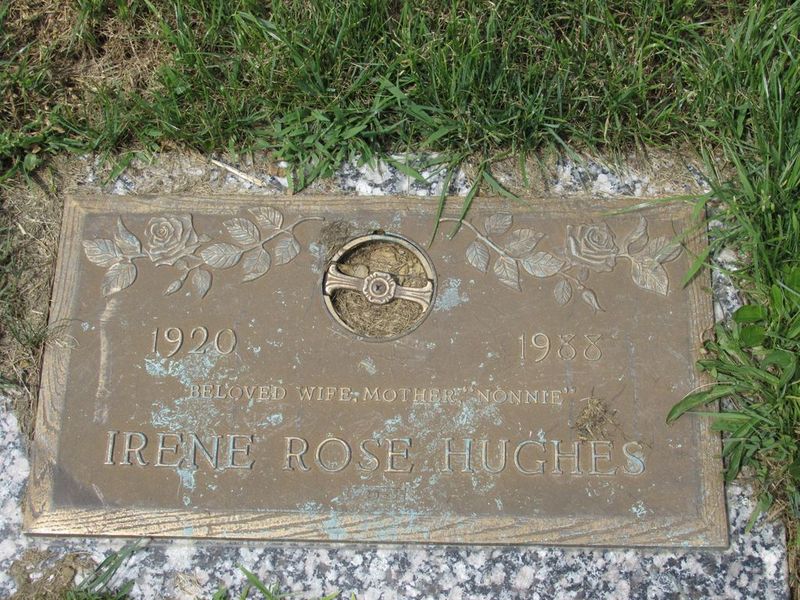 1920 1988
BELOVED WIFE, MOTHER, "NONNIE"
IRENE ROSE HUGHES